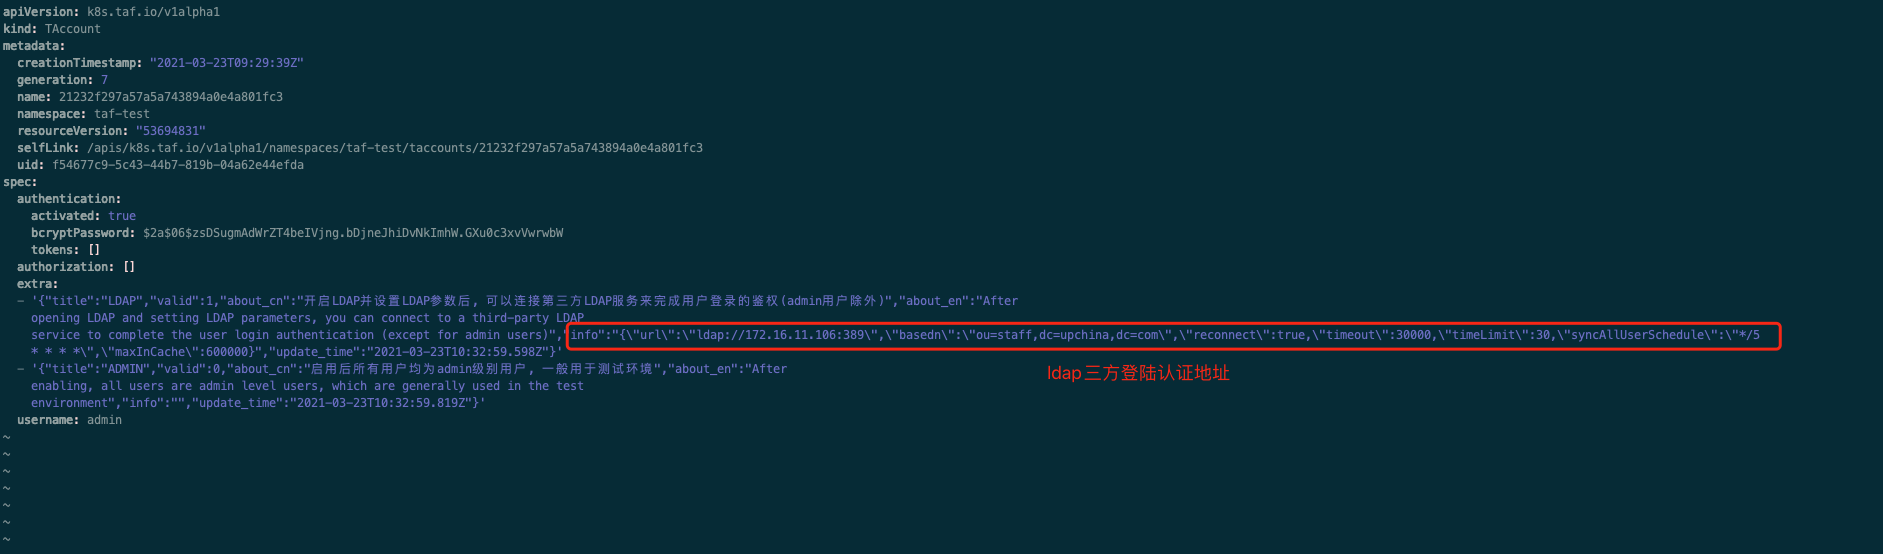 apiVersion: k8s.taf.io/v1alpha1
kind: TAccount
metadata:
  creationTimestamp: "2021-03-23T09:29:39Z"
  generation: 7
  name: 21232f297a57a5a743894a0e4a801fc3
  namespace: taf-test
  resourceVersion: "53694831"
  selfLink: /apis/k8s.taf.io/v1alpha1/namespaces/taf-test/taccounts/21232f297a57a5a743894a0e4a801fc3
  uid: f54677c9-5c43-44b7-819b-04a62e44efda
spec:
  authentication:
    activated: true
    bcryptPassword: $2a$06$zsDSugmAdWrZT4beIVjng.bDjneJhiDvNkImhW.GXu0c3xvVwrwbW
    tokens: []
  authorization: []
  extra:
  - '{"title":"LDAP","valid":1,"about_cn":"开启LDAP并设置LDAP参数后, 可以连接第三方LDAP服务来完成用户登录的鉴权(admin用户除外)","about_en":"After
    opening LDAP and setting LDAP parameters, you can connect to a third-party LDAP
    service to complete the user login authentication (except for admin users)","info":"{\"url\":\"ldap://172.16.11.106:389\",\"basedn\":\"ou=staff,dc=upchina,dc=com\",\"reconnect\":true,\"timeout\":30000,\"timeLimit\":30,\"syncAllUserSchedule\":\"*/5
    * * * *\",\"maxInCache\":600000}","update_time":"2021-03-23T10:32:59.598Z"}'
  - '{"title":"ADMIN","valid":0,"about_cn":"启用后所有用户均为admin级别用户, 一般用于测试环境","about_en":"After
    enabling, all users are admin level users, which are generally used in the test
    environment","info":"","update_time":"2021-03-23T10:32:59.819Z"}'
ldap三方登陆认证地址
  username: admin
~
~
~
~
~
~
~